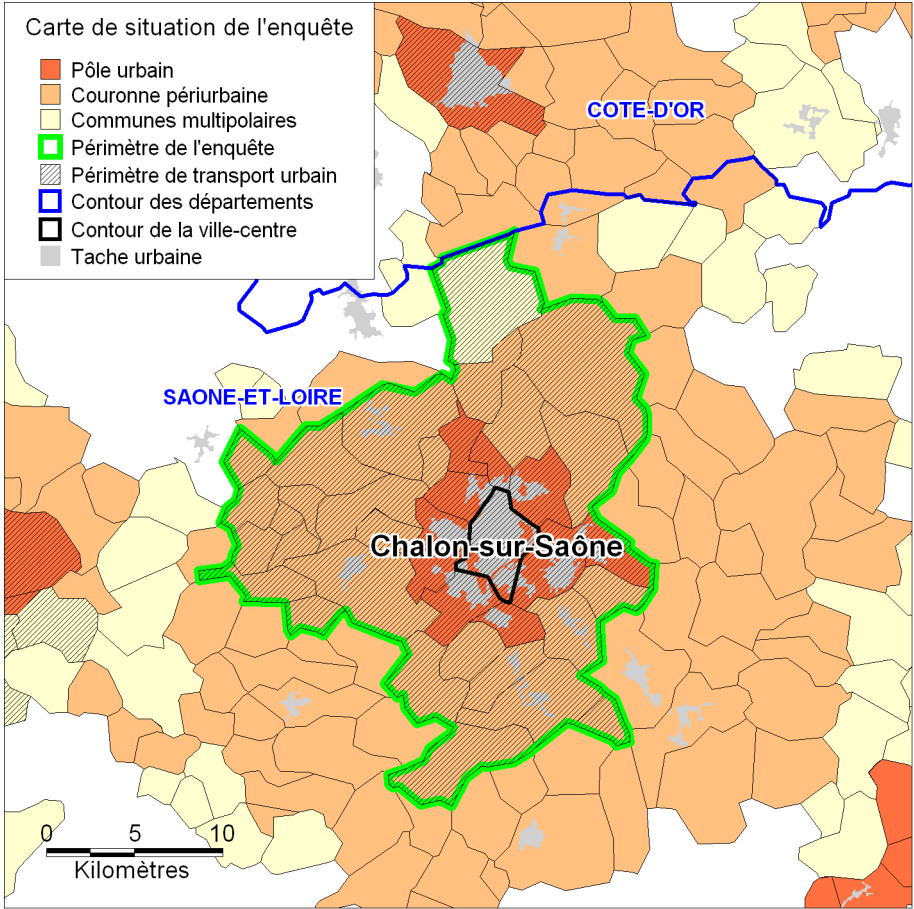 Carte de situation de l'enquête
Pôle urbain
Couronne périurbaine
Communes multipolaires
Périmètre de l'enquête
Périmètre de transport urbain
Contour des départements
Contour de la ville-centre
Tache urbaine
COTE-D'OR
SAONE-ET-LOIRE
Chalon-sur-Saône
0 5 10
Kilomètres